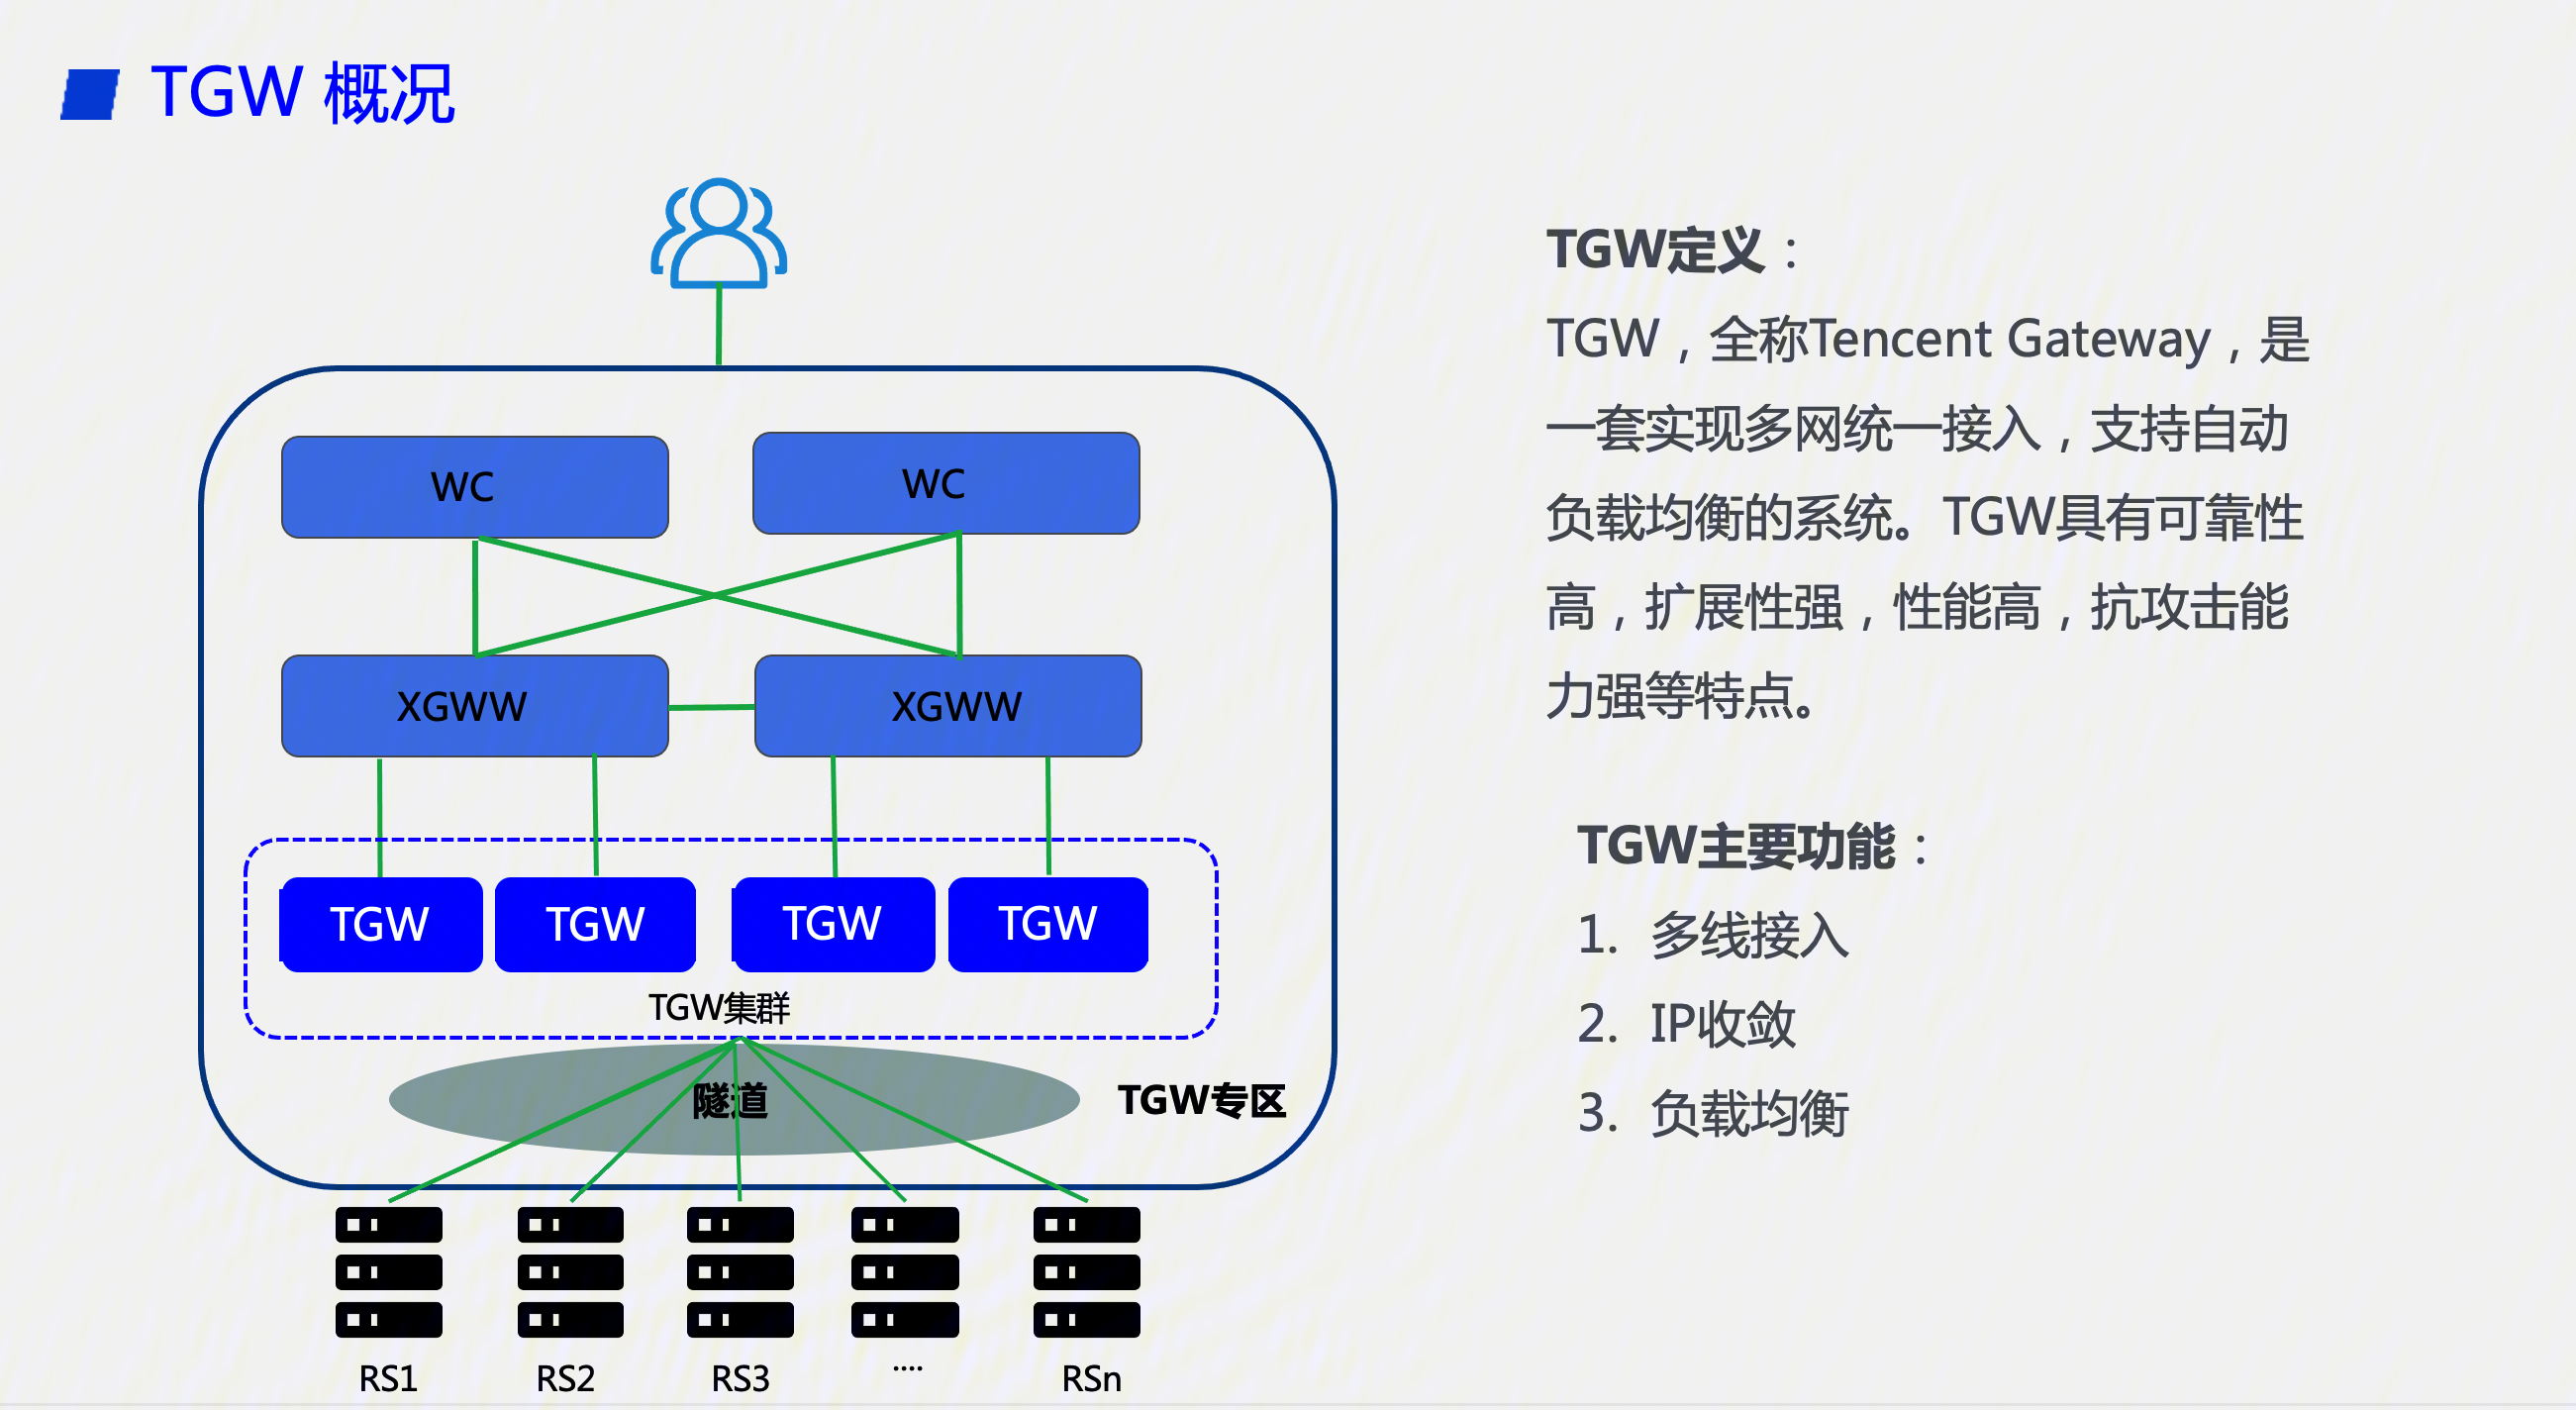 TGW 概况
WC
WC
XGWW
XGWW
TGW
TGW
TGW
TGW
TGW集群
隧道
TGW专区
RS1
RS2
RS3
....
RSn
TGW定义：
TGW，全称Tencent Gateway，是
一套实现多网统一接入，支持自动
负载均衡的系统。TGW具有可靠性
高，扩展性强，性能高，抗攻击能
力强等特点。
TGW主要功能：
1. 多线接入
2. IP收敛
3. 负载均衡